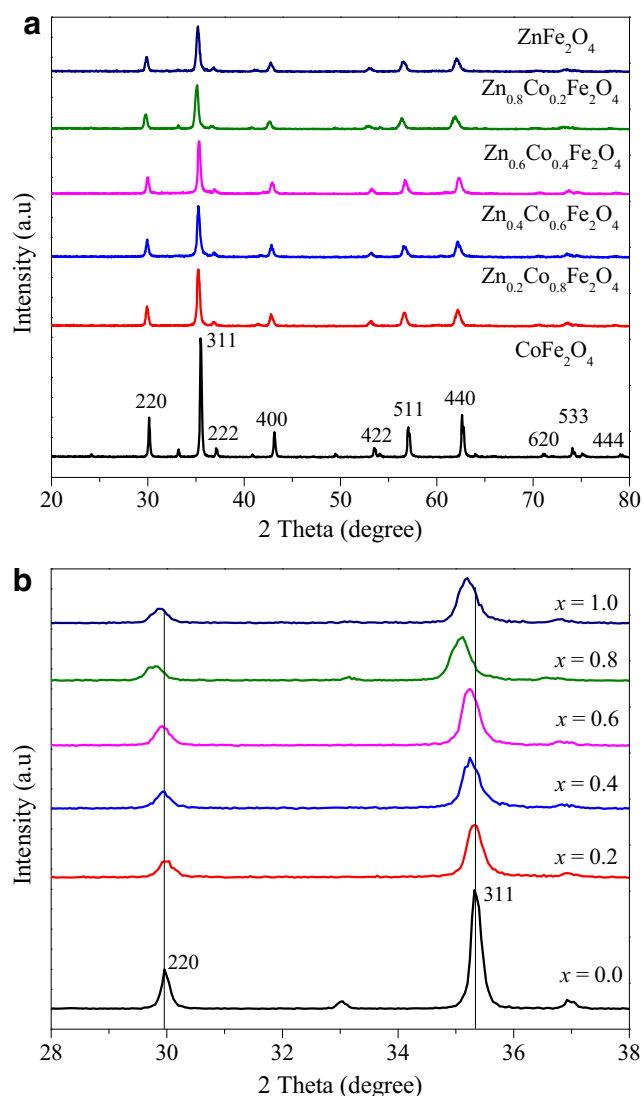 a
ZnFe₂O₄
Zn₀.₈Co₀.₂Fe₂O₄
Zn₀.₆Co₀.₄Fe₂O₄
Zn₀.₄Co₀.₆Fe₂O₄
Zn₀.₂Co₀.₈Fe₂O₄
CoFe₂O₄
311
220
222
400
422
511
440
620
533
444
Intensity (a.u)
20 30 40 50 60 70 80
2 Theta (degree)
b
x = 1.0
x = 0.8
x = 0.6
x = 0.4
x = 0.2
x = 0.0
311
220
Intensity (a.u)
28 30 32 34 36 38
2 Theta (degree)